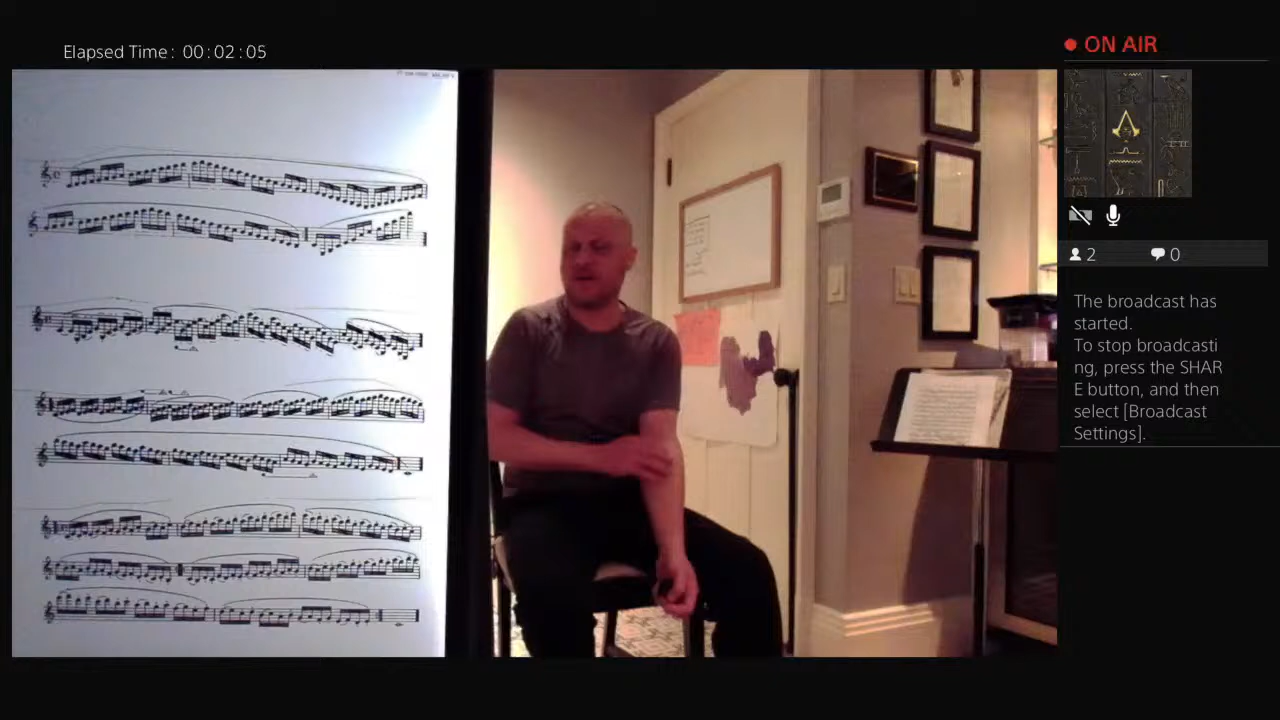 Elapsed Time: 00:02:05
ON AIR
2
0
The broadcast has
started.
To stop broadcasti
ng, press the SHAR
E button, and then
select [Broadcast
Settings].